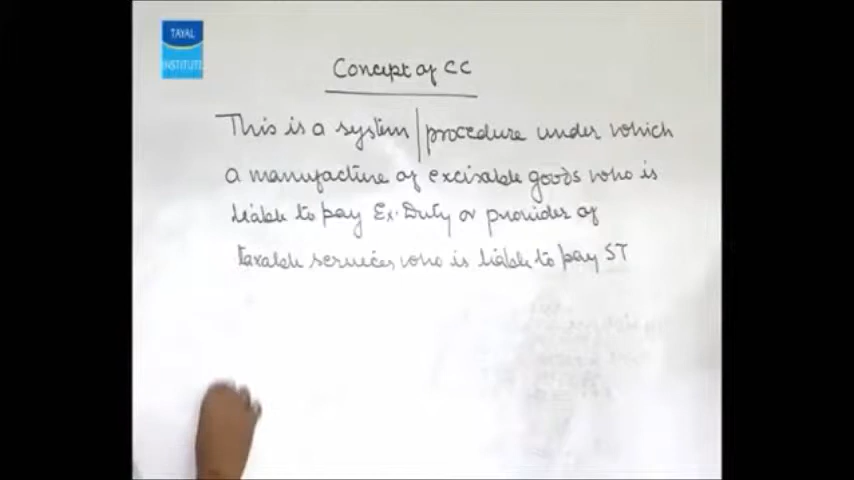 TAYAL
INSTITUTE
Concept of CC
This is a system | procedure under which
a manufacture of excisable goods who is
liable to pay Ex. Duty or provider of
taxable services who is liable to pay ST